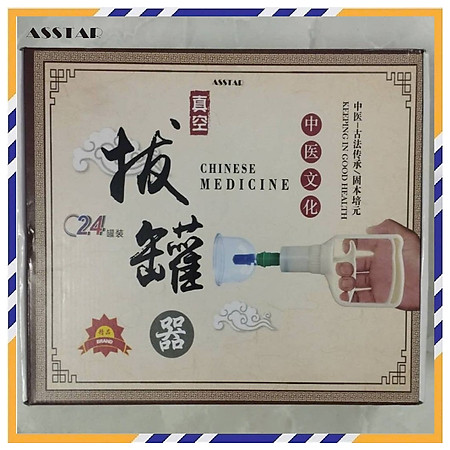 ASSTAR
ASSTAR
真空
拔罐
器
CHINESE
MEDICINE
中医文化
中医-古法传承/固本培元
KEEPING IN GOOD HEALTH
24罐装
精品
BRAND